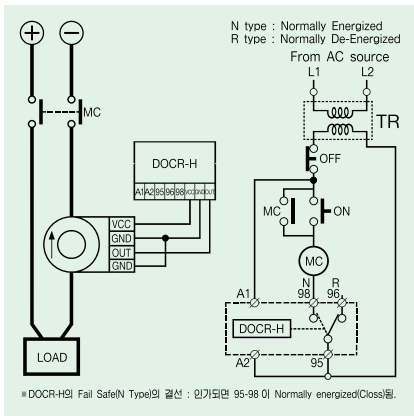 N type : Normally Energized
R type : Normally De-Energized
From AC source
L1 L2
MC
TR
OFF
DOCR-H
A1 A2 95 96 98 VCC GND OUT
VCC
GND
OUT
GND
MC
ON
MC
N
98
R
96
A1
DOCR-H
A2
95
LOAD
※DOCR-H의 Fail Safe(N Type)의 결선 : 인가되면 95-98 이 Normally energized(Closs)됨.